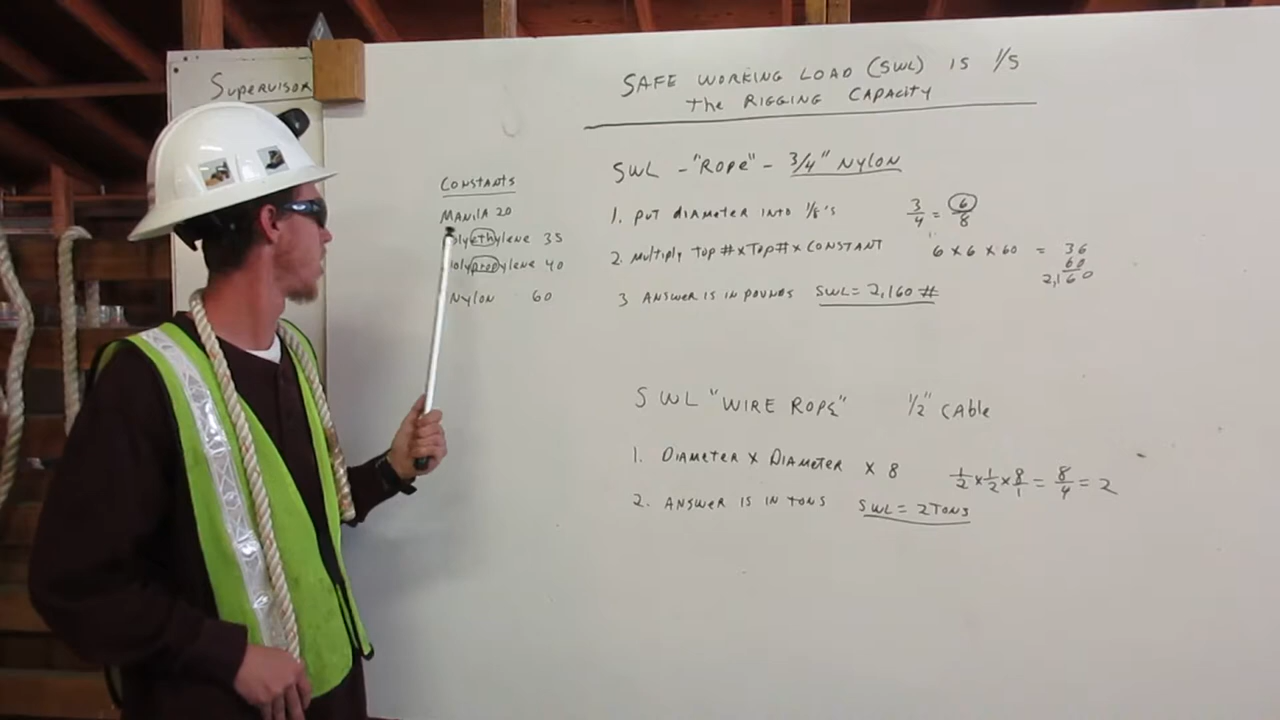 Supervisor
SAFE WORKING LOAD (SWL) is 1/5
the RIGGING CAPACITY
CONSTANTS
MANILA 20
olyethylene 35
olypropylene 40
Nylon 60
SWL - "ROPE" - 3/4" NYLON
1. PUT DIAMETER INTO 1/8's 3/4 = 6/8
2. Multiply Top # x Top # x CONSTANT 6 x 6 x 60 = 36
60
2,160
3 ANSWER IS IN POUNDS SWL = 2,160 #
SWL "WIRE ROPE" 1/2" CABLE
1. DIAMETER X DIAMETER X 8 1/2 x 1/2 x 8/1 = 8/4 = 2
2. ANSWER IS IN TONS SWL = 2 TONS